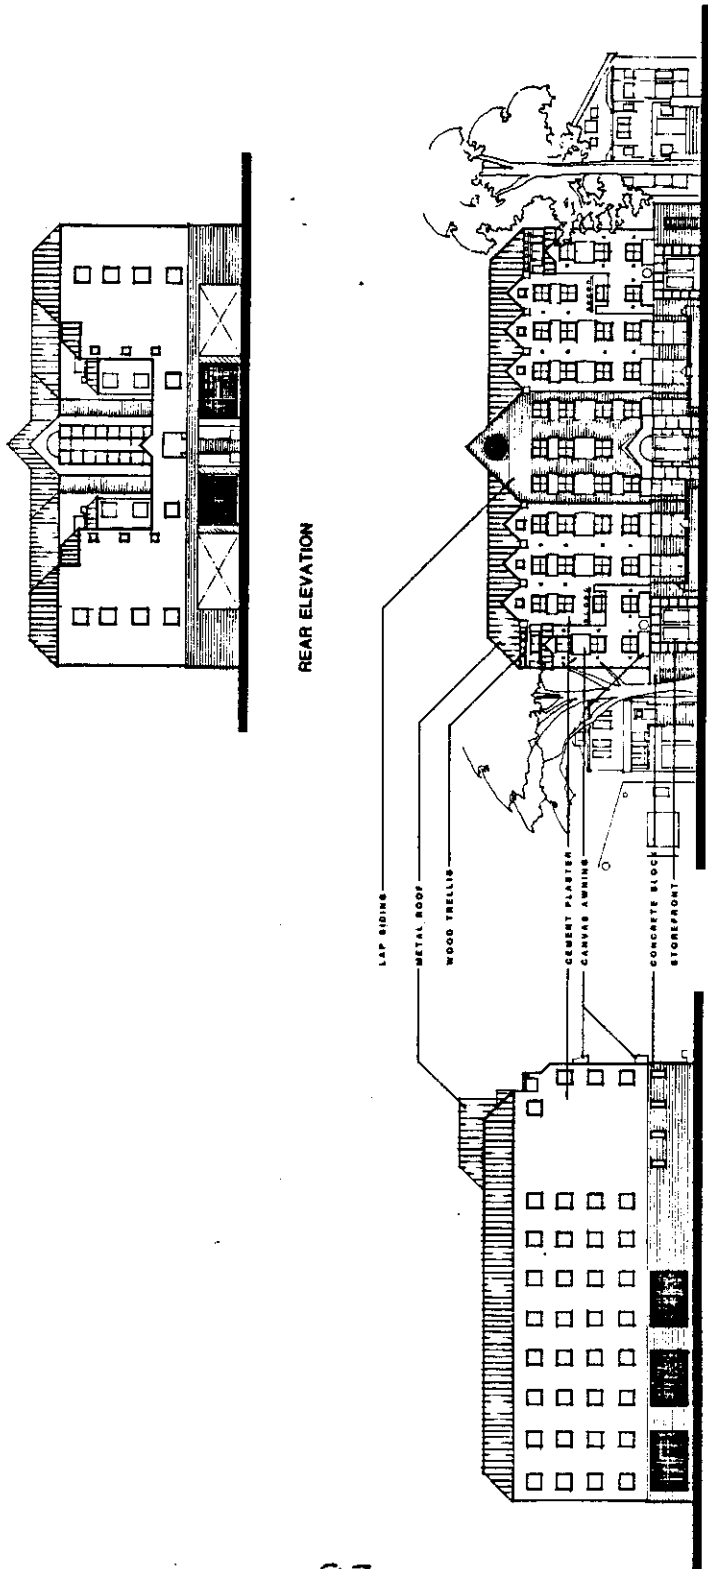 REAR ELEVATION
LAP SIDING
METAL ROOF
WOOD TRELLIS
CEMENT PLASTER
CANVAS AWNING
CONCRETE BLOCK
STOREFRONT